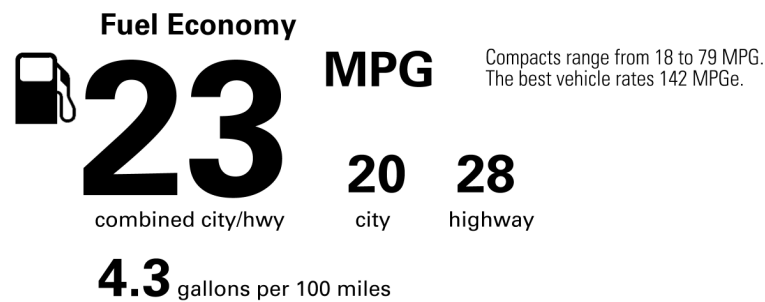 Fuel Economy
23 MPG
Compacts range from 18 to 79 MPG.
The best vehicle rates 142 MPGe.
combined city/hwy
20
city
28
highway
4.3 gallons per 100 miles